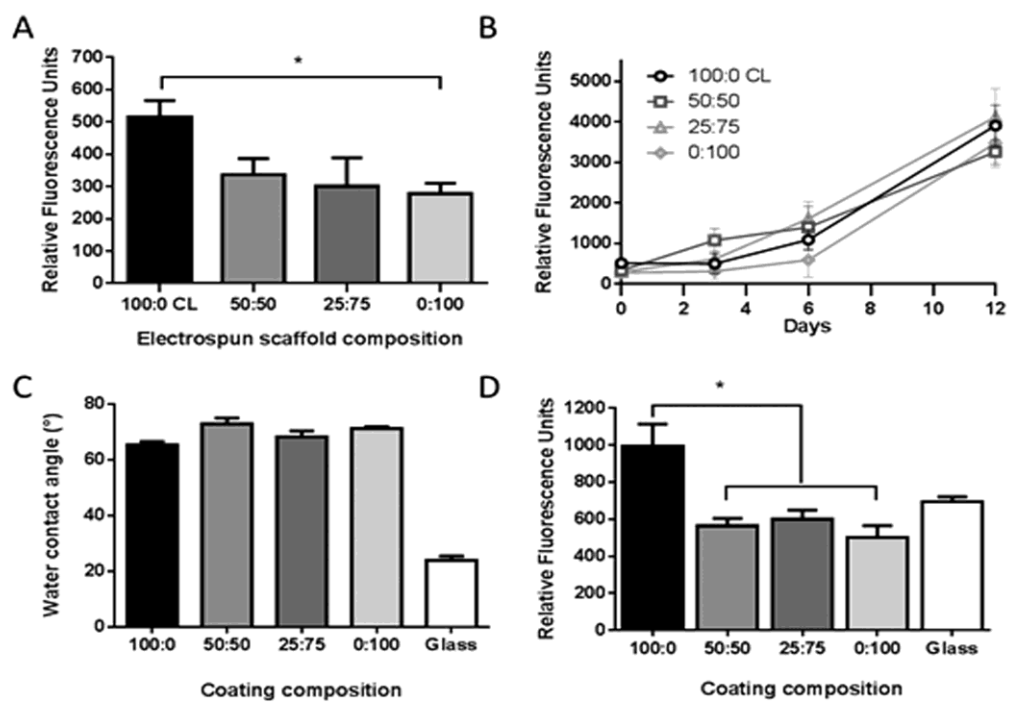 A
Relative Fluorescence Units
700
600
500
400
300
200
100
0
*
100:0 CL 50:50 25:75 0:100
Electrospun scaffold composition
B
Relative Fluorescence Units
5000
4000
3000
2000
1000
0
100:0 CL
50:50
25:75
0:100
0 2 4 6 8 10 12
Days
C
Water contact angle (°)
80
60
40
20
0
100:0 50:50 25:75 0:100 Glass
Coating composition
D
Relative Fluorescence Units
1200
1000
800
600
400
200
0
*
100:0 50:50 25:75 0:100 Glass
Coating composition